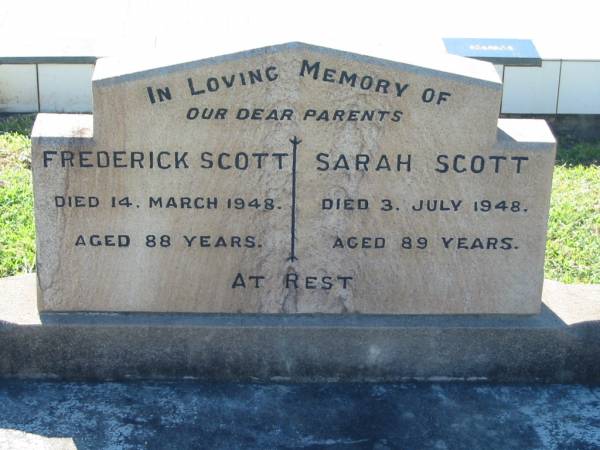 In Loving Memory of
OUR DEAR PARENTS
FREDERICK SCOTT
DIED 14. MARCH 1948.
AGED 88 YEARS.
SARAH SCOTT
DIED 3. JULY 1948.
AGED 89 YEARS.
At Rest